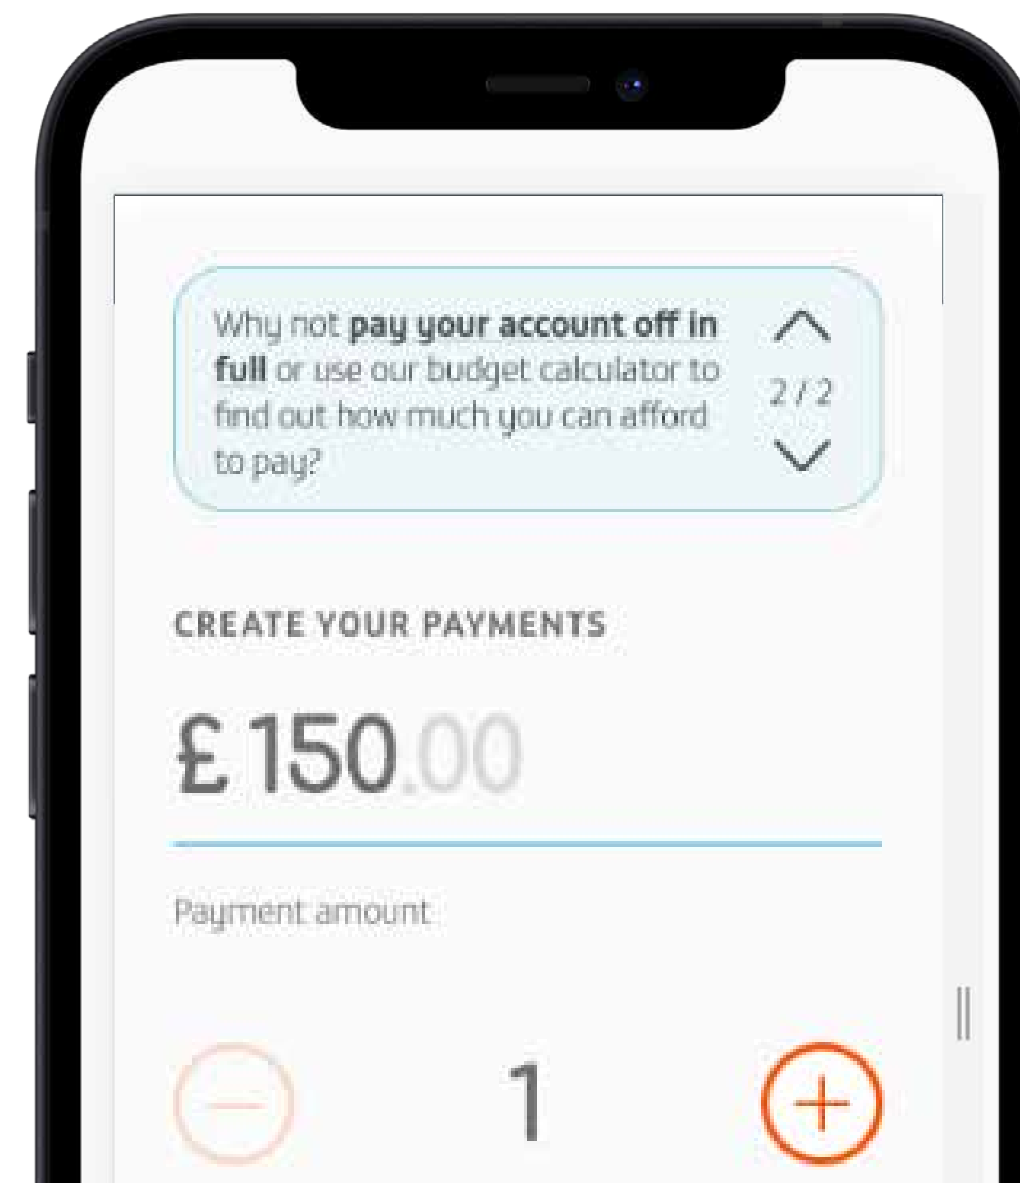 Why not pay your account off in
full or use our budget calculator to
find out how much you can afford
to pay?
2 / 2
CREATE YOUR PAYMENTS
£ 150.00
Payment amount
1